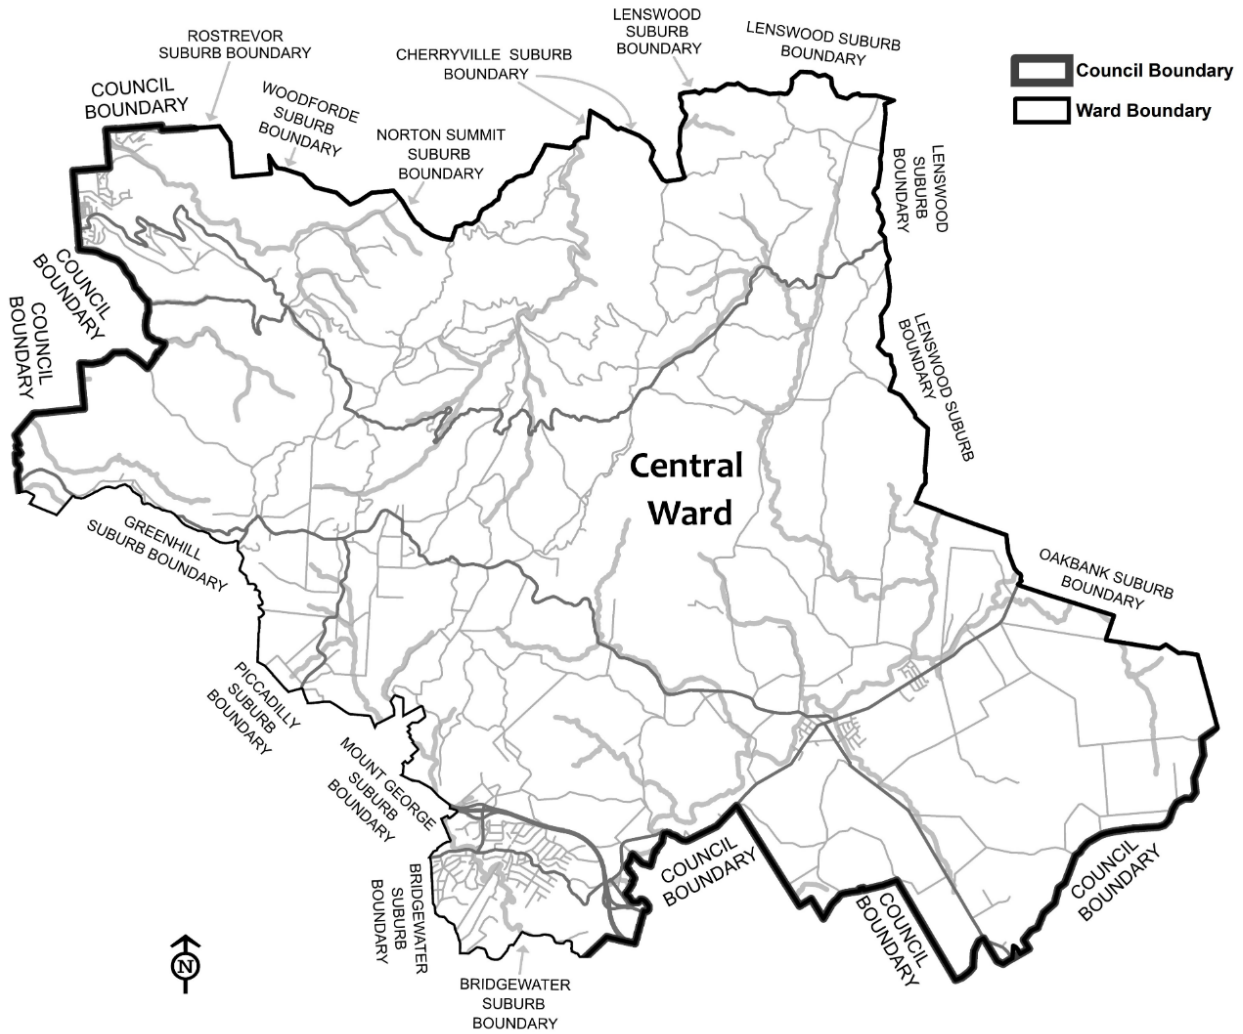 LENSWOOD
SUBURB
BOUNDARY
LENSWOOD SUBURB
BOUNDARY
ROSTREVOR
SUBURB BOUNDARY
CHERRYVILLE SUBURB
BOUNDARY
Council Boundary
Ward Boundary
COUNCIL
BOUNDARY
WOODFORDE
SUBURB
BOUNDARY
NORTON SUMMIT
SUBURB
BOUNDARY
LENSWOOD
SUBURB
BOUNDARY
COUNCIL
BOUNDARY
COUNCIL
BOUNDARY
LENSWOOD SUBURB
BOUNDARY
Central
Ward
GREENHILL
SUBURB BOUNDARY
OAKBANK SUBURB
BOUNDARY
PICCADILLY
SUBURB
BOUNDARY
MOUNT GEORGE
SUBURB
BOUNDARY
COUNCIL
BOUNDARY
COUNCIL
BOUNDARY
BRIDGEWATER
SUBURB
BOUNDARY
COUNCIL
BOUNDARY
N
BRIDGEWATER
SUBURB
BOUNDARY